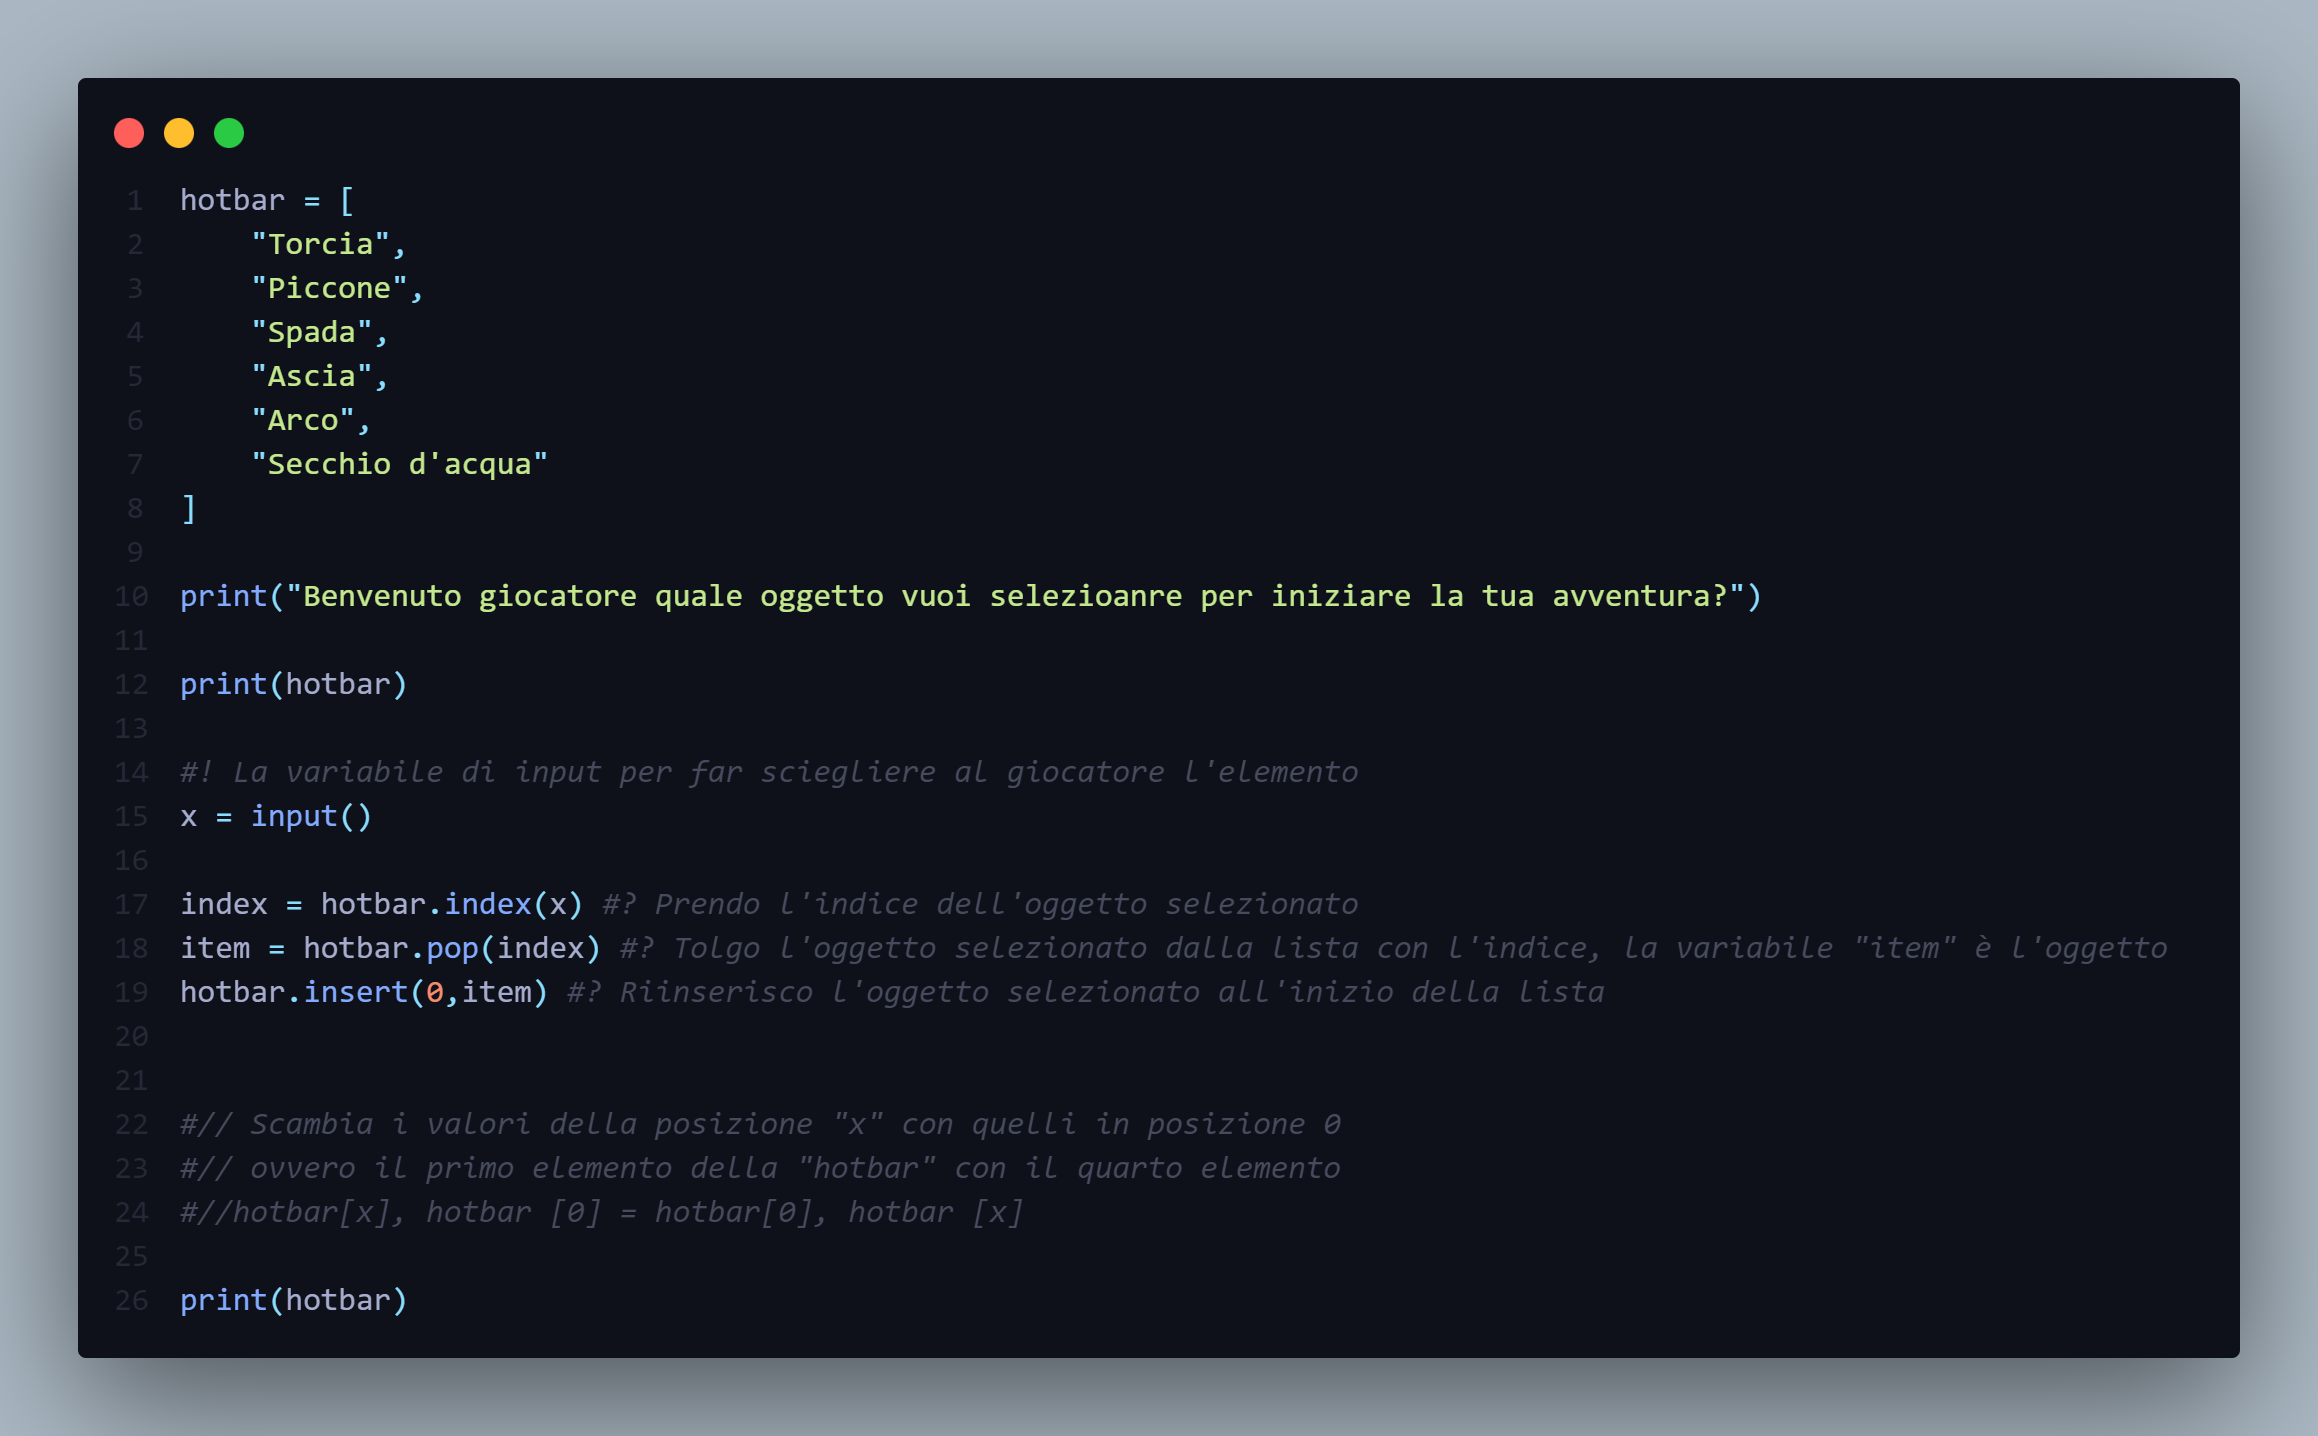 1 hotbar = [
2     "Torcia",
3     "Piccone",
4     "Spada",
5     "Ascia",
6     "Arco",
7     "Secchio d'acqua"
8 ]
9
10 print("Benvenuto giocatore quale oggetto vuoi selezioanre per iniziare la tua avventura?")
11
12 print(hotbar)
13
14 #! La variabile di input per far sciegliere al giocatore l'elemento
15 x = input()
16
17 index = hotbar.index(x) #? Prendo l'indice dell'oggetto selezionato
18 item = hotbar.pop(index) #? Tolgo l'oggetto selezionato dalla lista con l'indice, la variabile "item" è l'oggetto
19 hotbar.insert(0,item) #? Riinserisco l'oggetto selezionato all'inizio della lista
20
21
22 #// Scambia i valori della posizione "x" con quelli in posizione 0
23 #// ovvero il primo elemento della "hotbar" con il quarto elemento
24 #//hotbar[x], hotbar [0] = hotbar[0], hotbar [x]
25
26 print(hotbar)